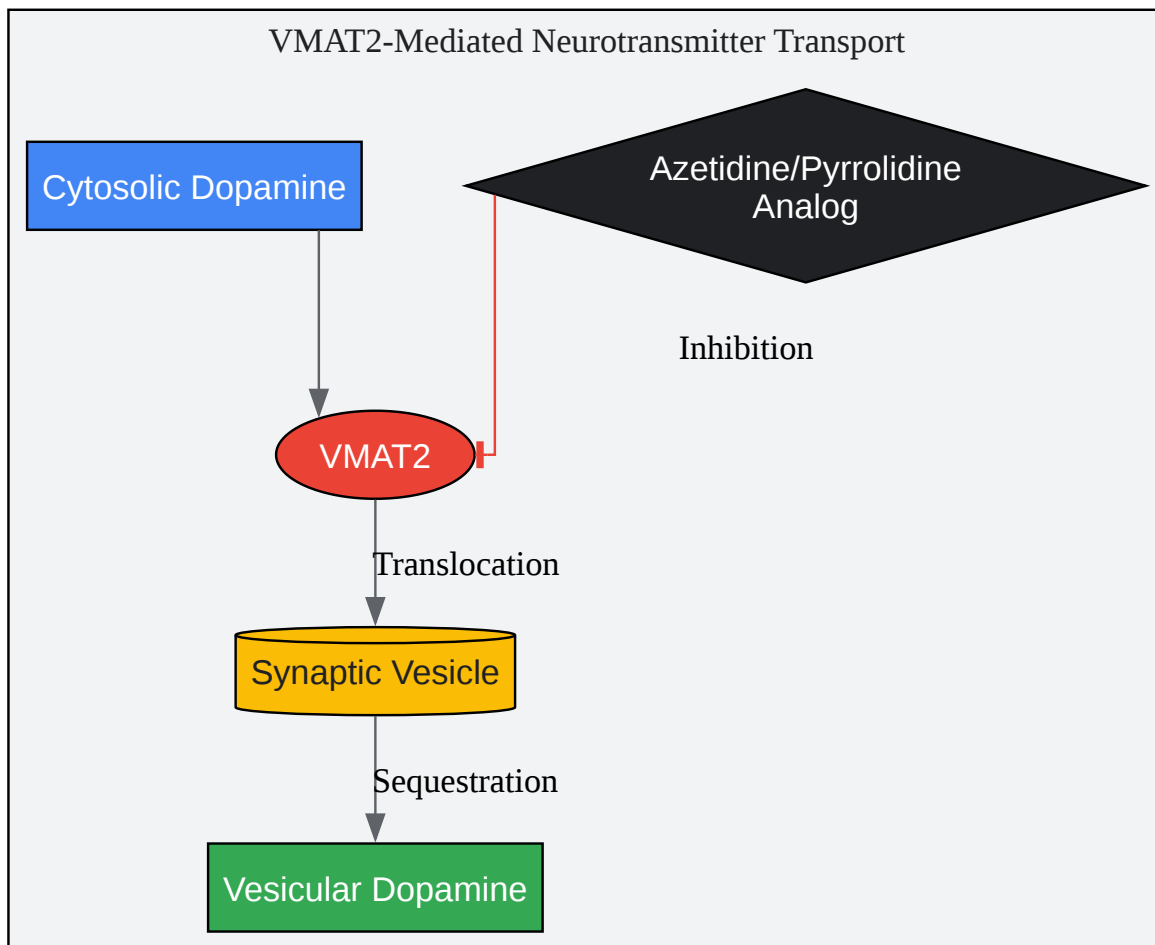 VMAT2-Mediated Neurotransmitter Transport
Cytosolic Dopamine
Azetidine/Pyrrolidine
Analog
Inhibition
VMAT2
Translocation
Synaptic Vesicle
Sequestration
Vesicular Dopamine